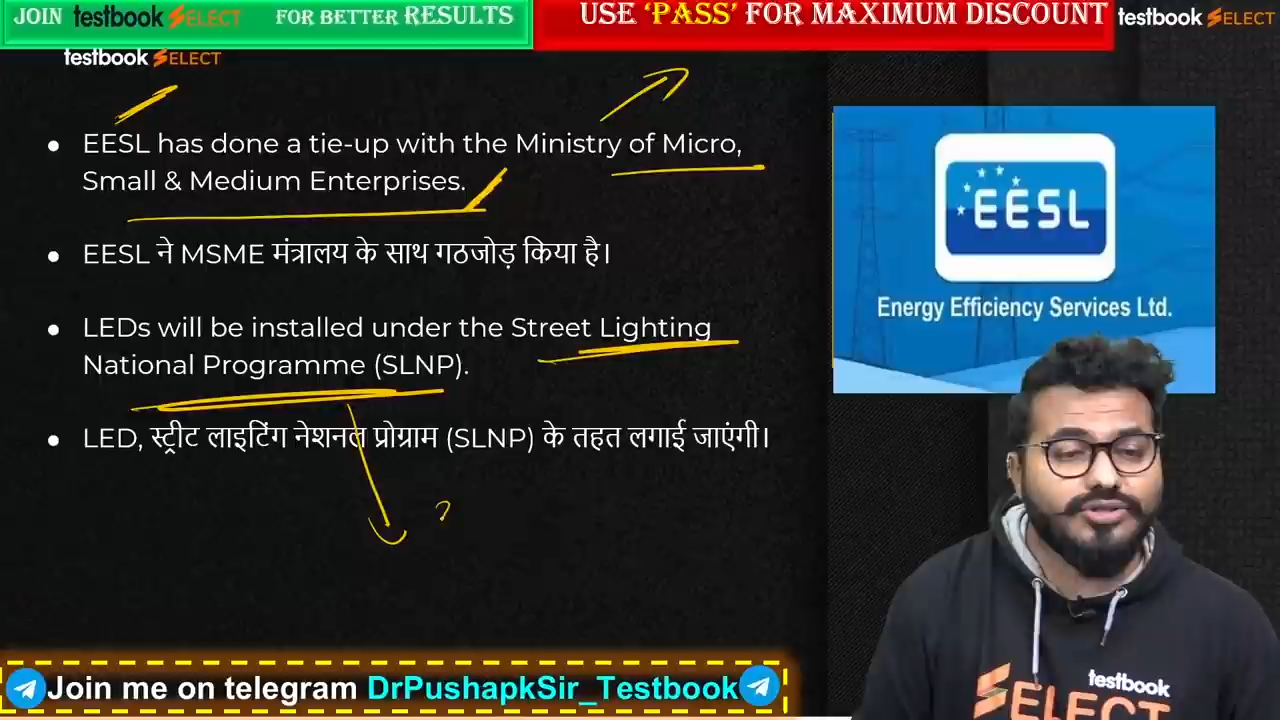 JOIN testbook SELECT FOR BETTER RESULTS
USE ‘PASS’ FOR MAXIMUM DISCOUNT
testbook SELECT
testbook SELECT
• EESL has done a tie-up with the Ministry of Micro,
Small & Medium Enterprises.
• EESL ने MSME मंत्रालय के साथ गठजोड़ किया है।
• LEDs will be installed under the Street Lighting
National Programme (SLNP).
• LED, स्ट्रीट लाइटिंग नेशनल प्रोग्राम (SLNP) के तहत लगाई जाएंगी।
?
EESL
Energy Efficiency Services Ltd.
testbook
SELECT
Join me on telegram DrPushapkSir_Testbook